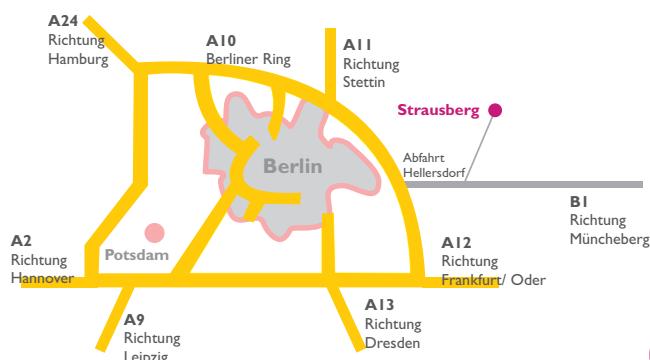 A24
Richtung
Hamburg
A10
Berliner Ring
A11
Richtung
Stettin
Strausberg
Abfahrt
Hellersdorf
Berlin
B1
Richtung
Müncheberg
A2
Richtung
Hannover
Potsdam
A12
Richtung
Frankfurt/ Oder
A9
Richtung
Leipzig
A13
Richtung
Dresden